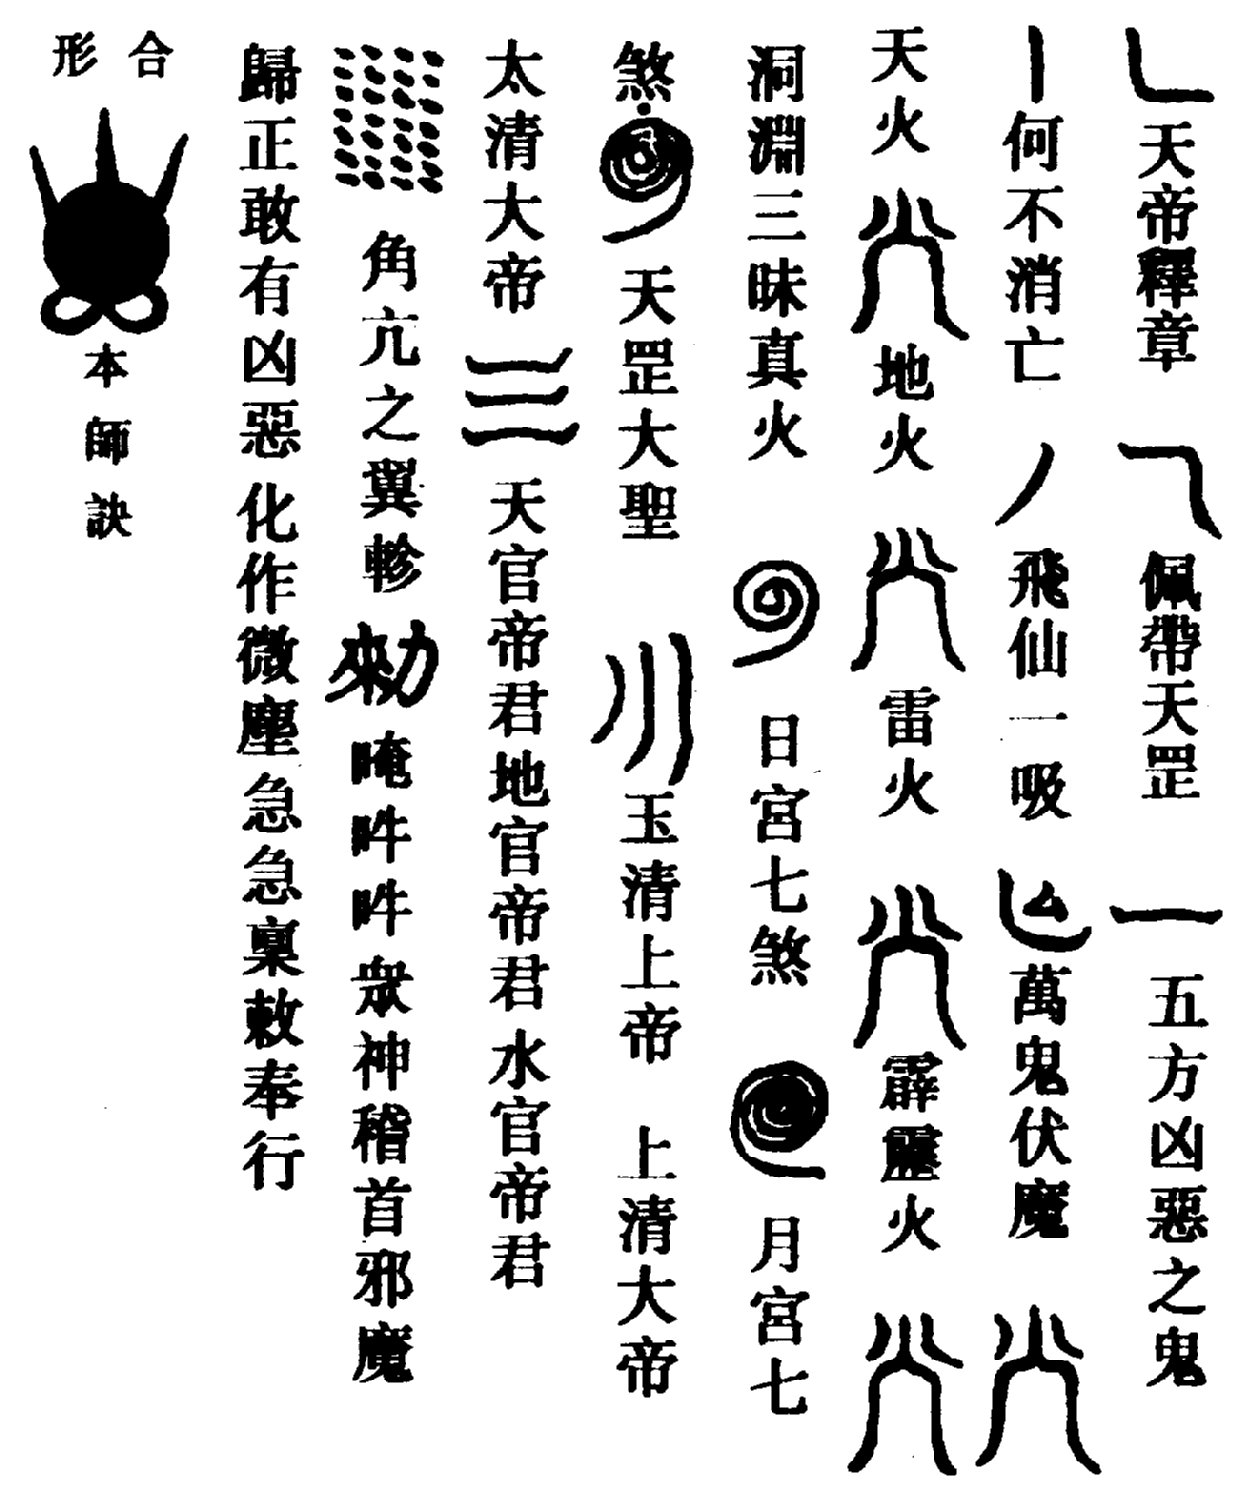 天帝釋章 佩帶天罡 五方凶惡之鬼
何不消亡 飛仙一吸 萬鬼伏魔
天火 地火 雷火 霹靂火
洞淵三昧真火 日宮七煞 月宮七
煞 天罡大聖 玉清上帝 上清大帝
太清大帝 天官帝君地官帝君水官帝君
角亢之翼軫 勑 唵吽吽衆神稽首邪魔
歸正敢有凶惡化作微塵急急稟敕奉行
合形
本師訣